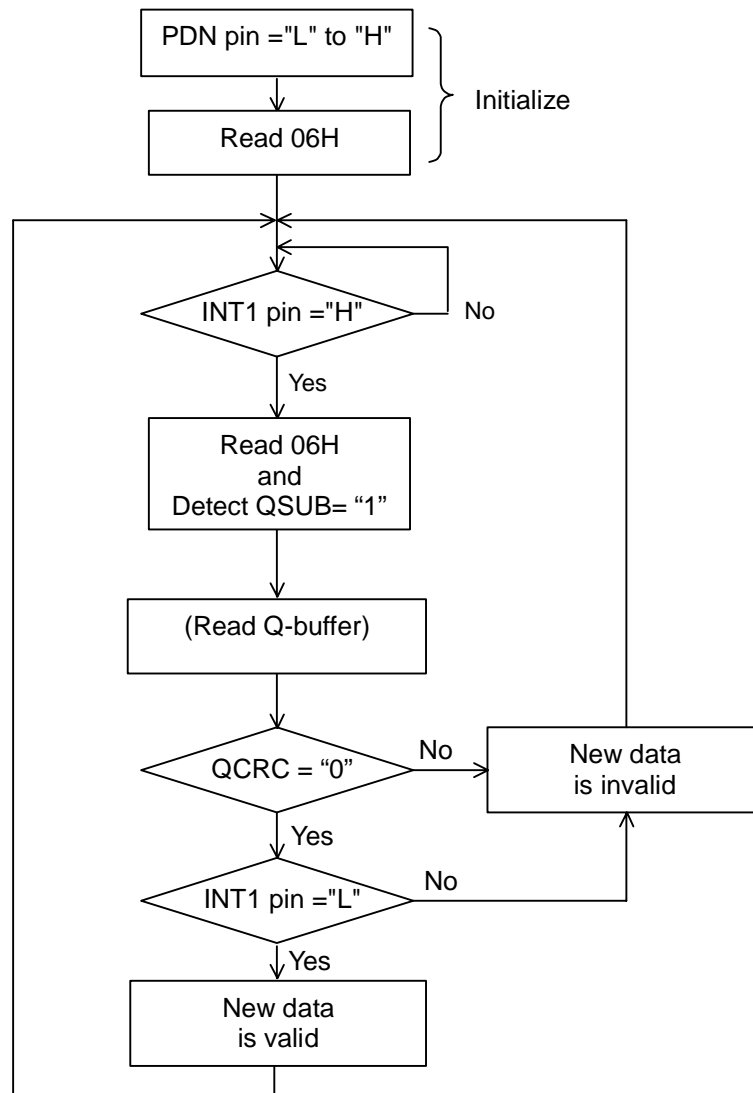 PDN pin ="L" to "H"
Initialize
Read 06H
INT1 pin ="H"
No
Yes
Read 06H
and
Detect QSUB= “1”
(Read Q-buffer)
QCRC = “0”
No
New data
is invalid
Yes
INT1 pin ="L"
No
Yes
New data
is valid